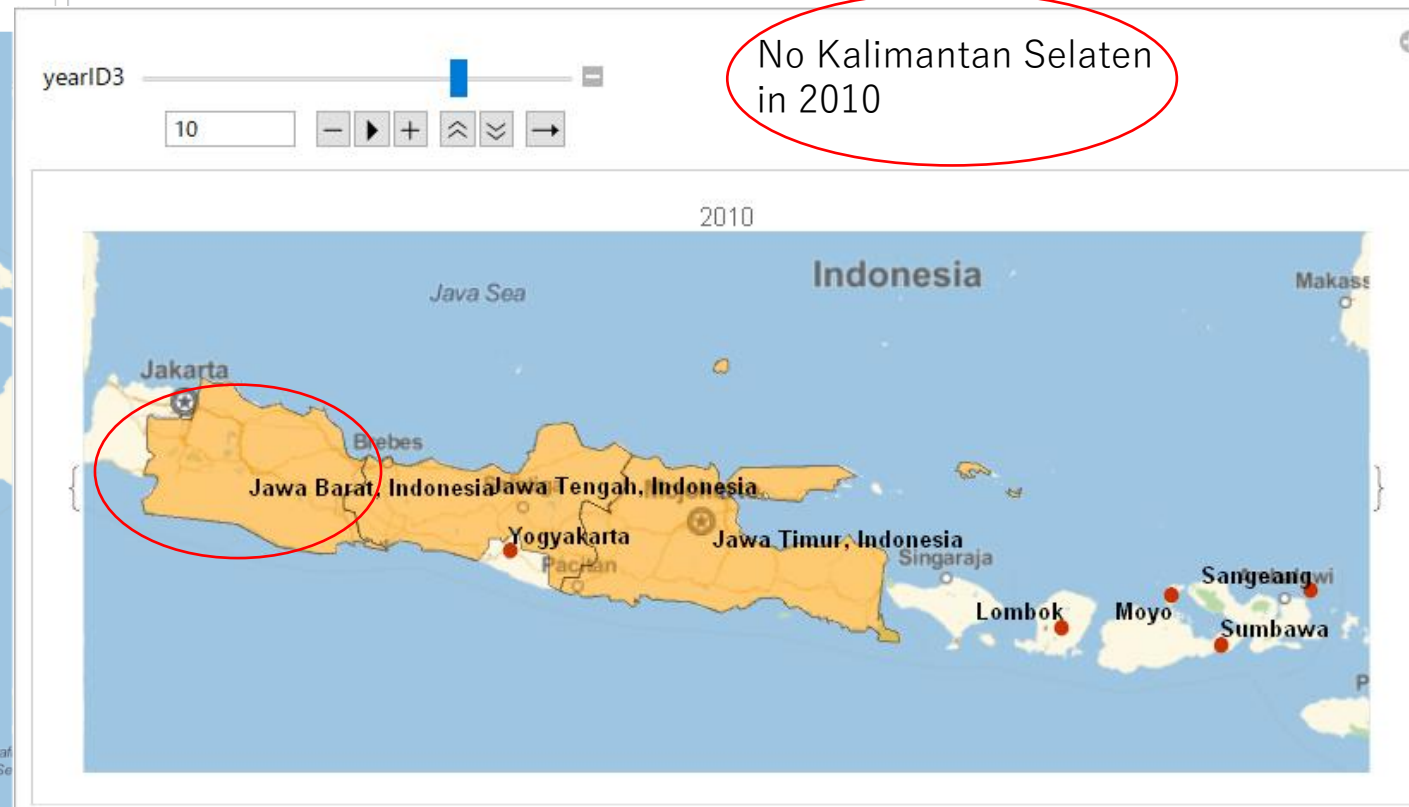 No Kalimantan Selaten
in 2010
yearID3
10
2010
Indonesia
Java Sea
Makass
Jakarta
Brebes
Jawa Barat, Indonesia
Jawa Tengah, Indonesia
Yogyakarta
Jawa Timur, Indonesia
Pacitan
Singaraja
Sangeang
Lombok
Moyo
Sumbawa
P